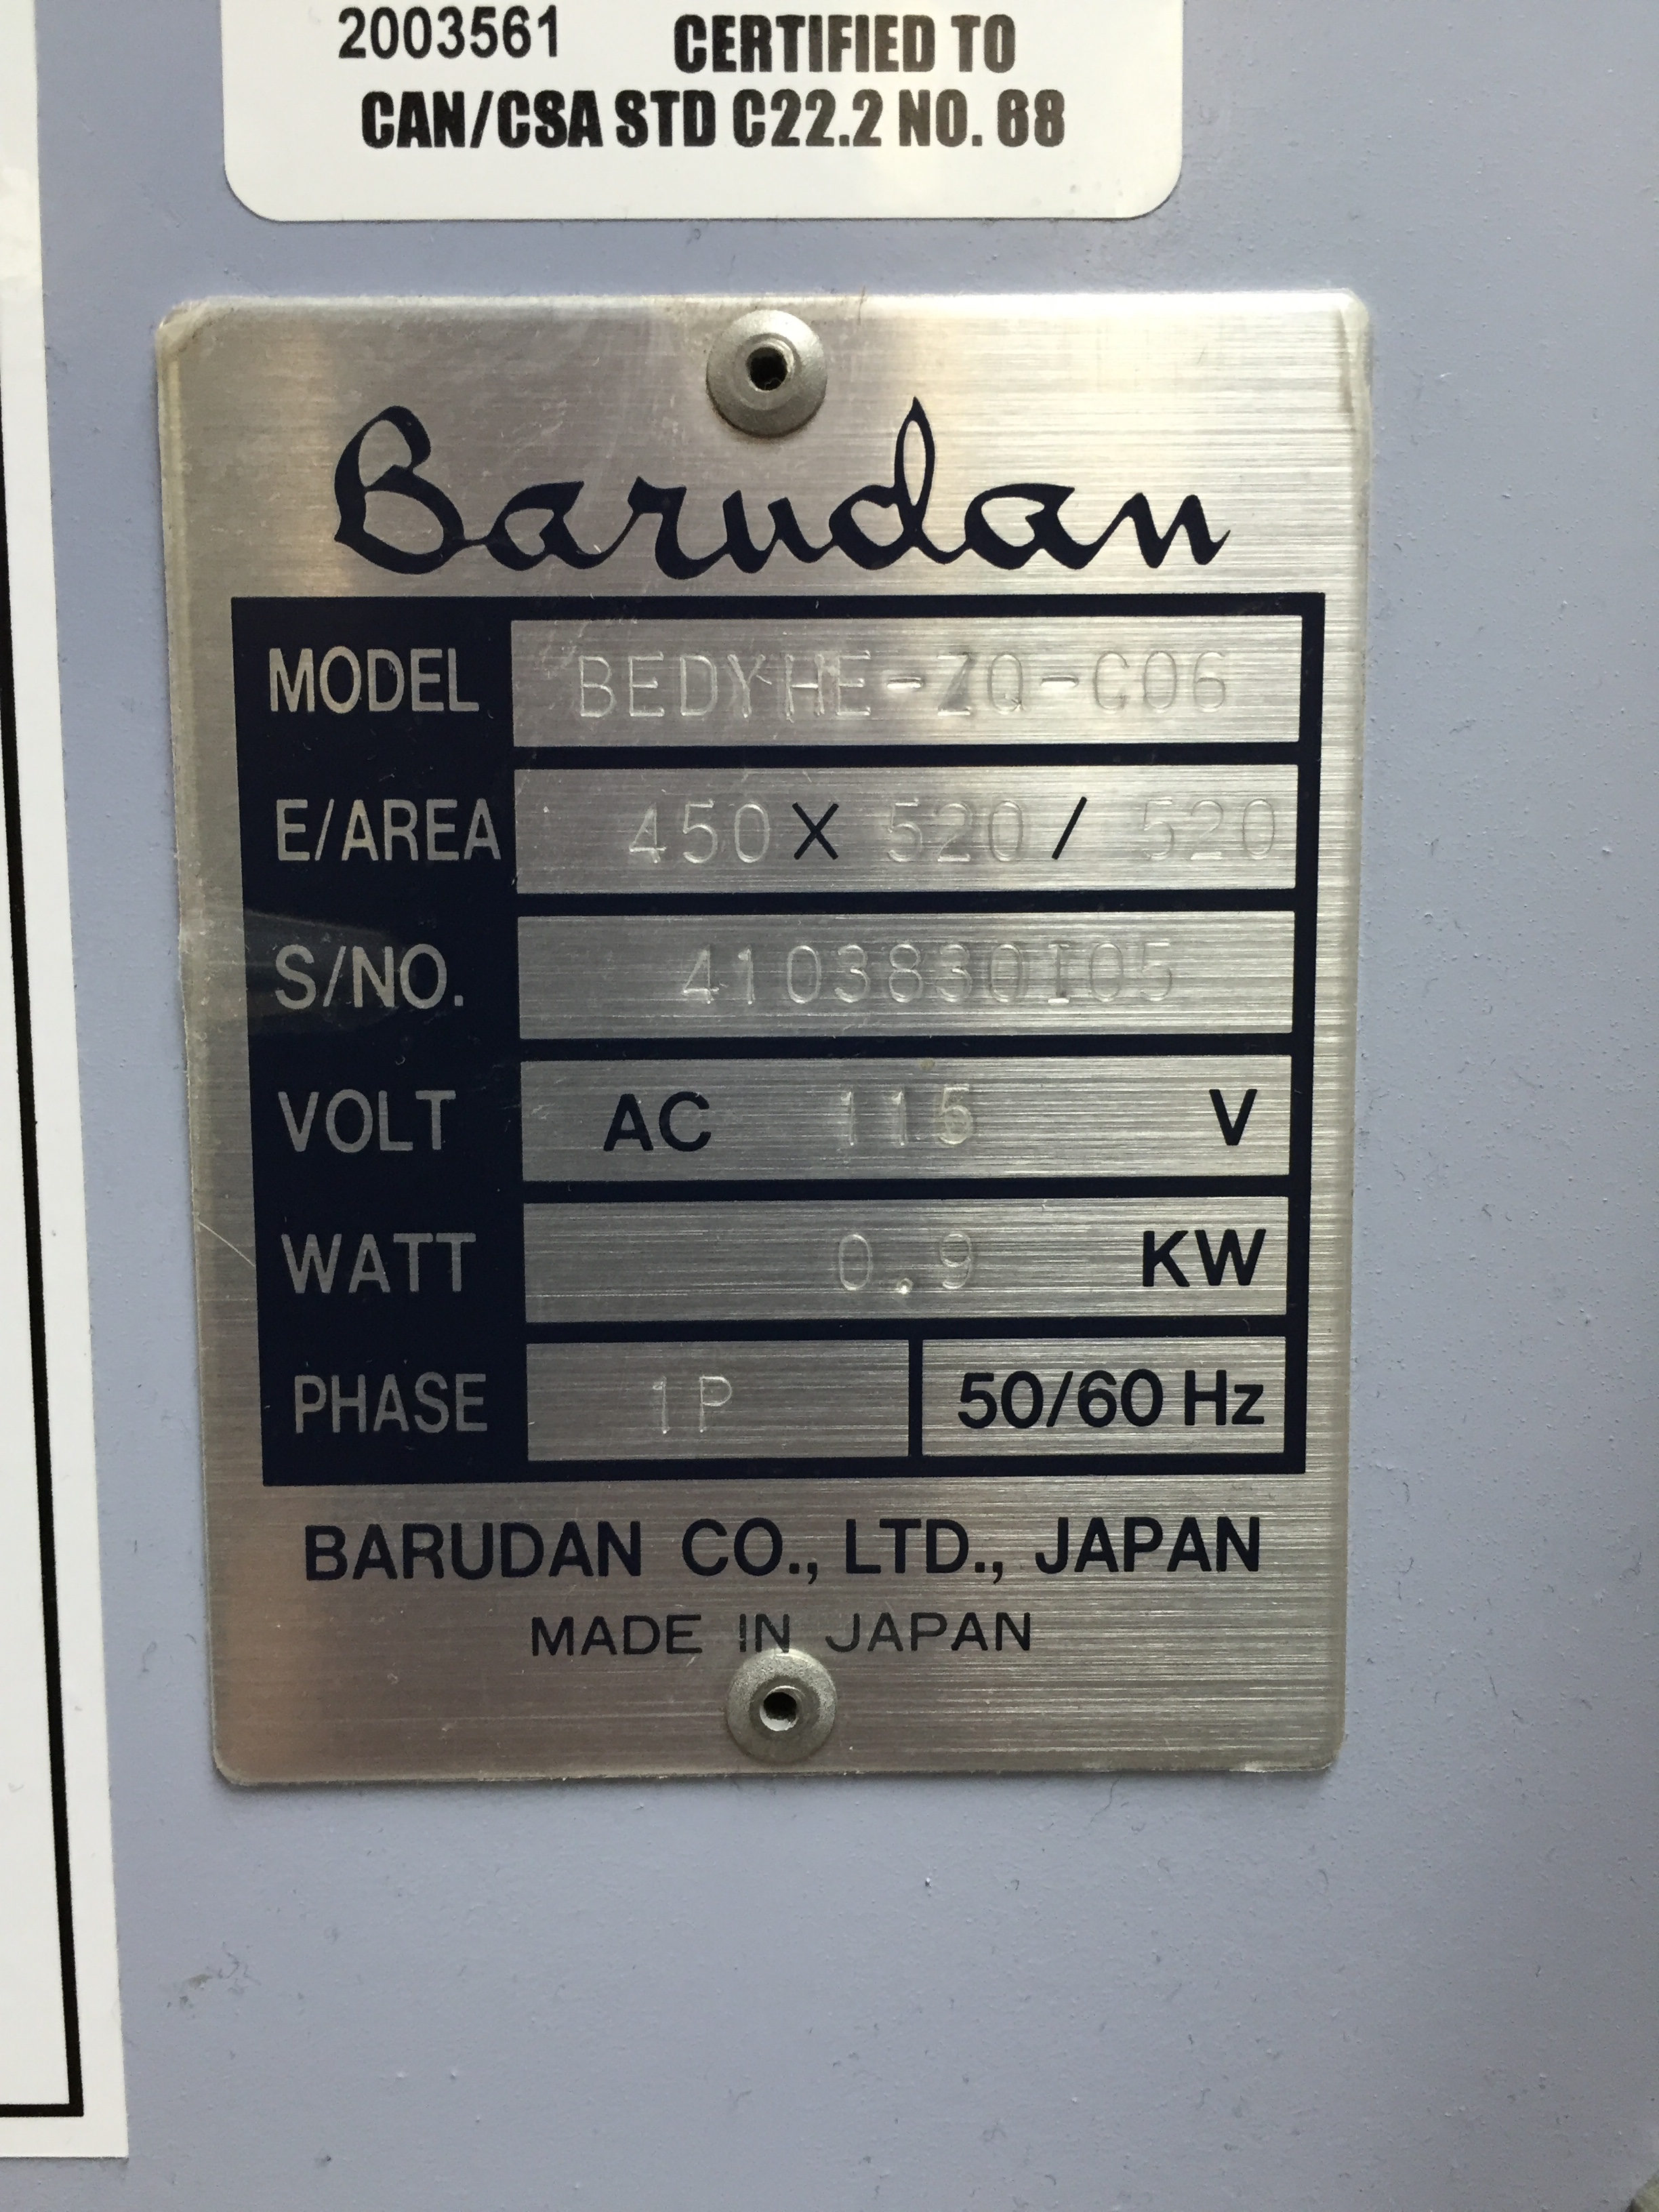 2003561 CERTIFIED TO
CAN/CSA STD C22.2 NO. 68
Barudan
MODEL BEDYHE-ZQ-C06
E/AREA 450 X 520 / 520
S/NO. 4103830I05
VOLT AC 115 V
WATT 0.9 KW
PHASE 1P 50/60 Hz
BARUDAN CO., LTD., JAPAN
MADE IN JAPAN